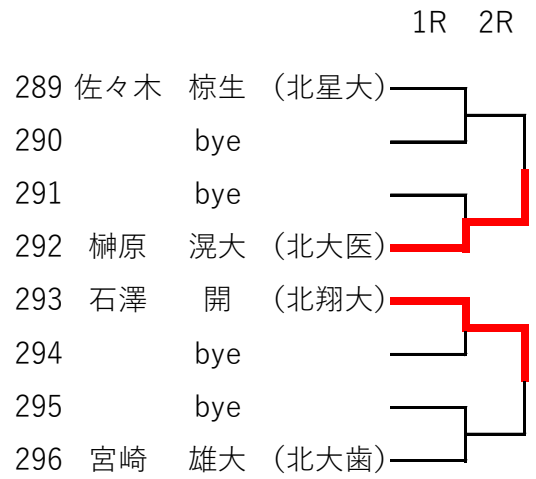 1R 2R
289 佐々木 椋生 (北星大)
290 bye
291 bye
292 榊原 滉大 (北大医)
293 石澤 開 (北翔大)
294 bye
295 bye
296 宮崎 雄大 (北大歯)